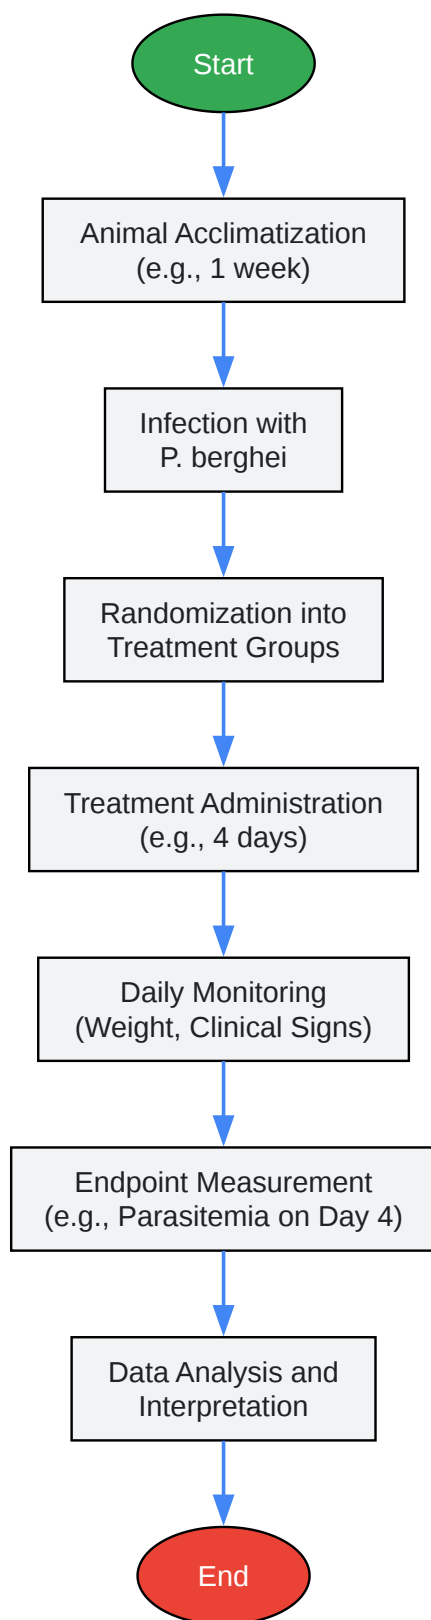 Start
Animal Acclimatization
(e.g., 1 week)
Infection with
P. berghei
Randomization into
Treatment Groups
Treatment Administration
(e.g., 4 days)
Daily Monitoring
(Weight, Clinical Signs)
Endpoint Measurement
(e.g., Parasitemia on Day 4)
Data Analysis and
Interpretation
End